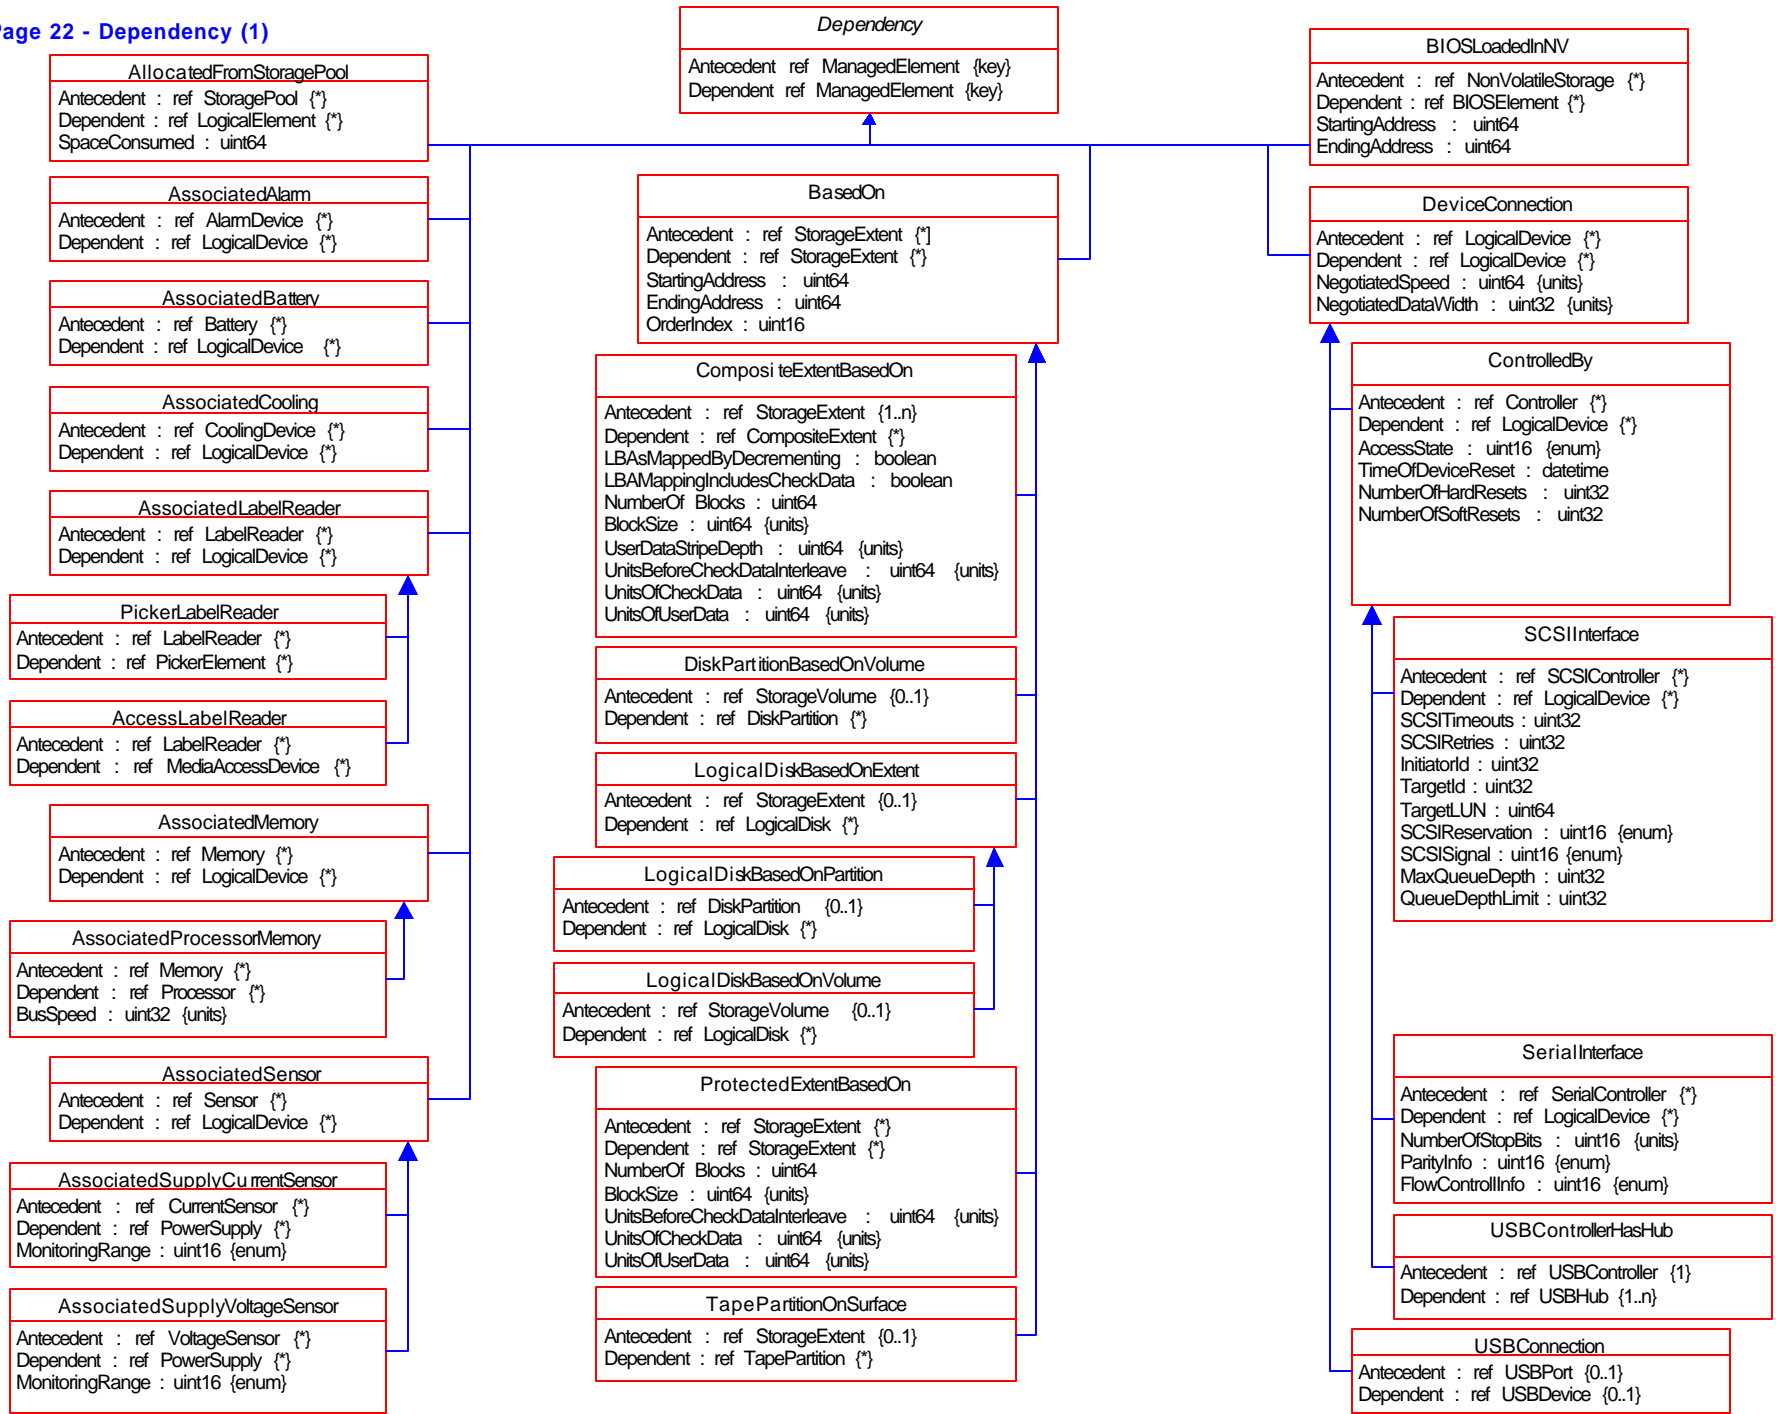 Page 22 - Dependency (1)
AllocatedFromStoragePool
Antecedent : ref StoragePool {*}
Dependent : ref LogicalElement {*}
SpaceConsumed : uint64
AssociatedAlarm
Antecedent : ref AlarmDevice {*}
Dependent : ref LogicalDevice {*}
AssociatedBattery
Antecedent : ref Battery {*}
Dependent : ref LogicalDevice {*}
AssociatedCooling
Antecedent : ref CoolingDevice {*}
Dependent : ref LogicalDevice {*}
AssociatedLabelReader
Antecedent : ref LabelReader {*}
Dependent : ref LogicalDevice {*}
PickerLabelReader
Antecedent : ref LabelReader {*}
Dependent : ref PickerElement {*}
AccessLabelReader
Antecedent : ref LabelReader {*}
Dependent : ref MediaAccessDevice {*}
AssociatedMemory
Antecedent : ref Memory {*}
Dependent : ref LogicalDevice {*}
AssociatedProcessorMemory
Antecedent : ref Memory {*}
Dependent : ref Processor {*}
BusSpeed : uint32 {units}
AssociatedSensor
Antecedent : ref Sensor {*}
Dependent : ref LogicalDevice {*}
AssociatedSupplyCurrentSensor
Antecedent : ref CurrentSensor {*}
Dependent : ref PowerSupply {*}
MonitoringRange : uint16 {enum}
AssociatedSupplyVoltageSensor
Antecedent : ref VoltageSensor {*}
Dependent : ref PowerSupply {*}
MonitoringRange : uint16 {enum}
Dependency
Antecedent ref ManagedElement {key}
Dependent ref ManagedElement {key}
BasedOn
Antecedent : ref StorageExtent {*]
Dependent : ref StorageExtent {*}
StartingAddress : uint64
EndingAddress : uint64
OrderIndex : uint16
CompositeExtentBasedOn
Antecedent : ref StorageExtent {1..n}
Dependent : ref CompositeExtent {*}
LBAsMappedByDecrementing : boolean
LBAMappingIncludesCheckData : boolean
NumberOf Blocks : uint64
BlockSize : uint64 {units}
UserDataStripeDepth : uint64 {units}
UnitsBeforeCheckDataInterleave : uint64 {units}
UnitsOfCheckData : uint64 {units}
UnitsOfUserData : uint64 {units}
DiskPartitionBasedOnVolume
Antecedent : ref StorageVolume {0..1}
Dependent : ref DiskPartition {*}
LogicalDiskBasedOnExtent
Antecedent : ref StorageExtent {0..1}
Dependent : ref LogicalDisk {*}
LogicalDiskBasedOnPartition
Antecedent : ref DiskPartition {0..1}
Dependent : ref LogicalDisk {*}
LogicalDiskBasedOnVolume
Antecedent : ref StorageVolume {0..1}
Dependent : ref LogicalDisk {*}
ProtectedExtentBasedOn
Antecedent : ref StorageExtent {*}
Dependent : ref StorageExtent {*}
NumberOf Blocks : uint64
BlockSize : uint64 {units}
UnitsBeforeCheckDataInterleave : uint64 {units}
UnitsOfCheckData : uint64 {units}
UnitsOfUserData : uint64 {units}
TapePartitionOnSurface
Antecedent : ref StorageExtent {0..1}
Dependent : ref TapePartition {*}
BIOSLoadedInNV
Antecedent : ref NonVolatileStorage {*}
Dependent : ref BIOSElement {*}
StartingAddress : uint64
EndingAddress : uint64
DeviceConnection
Antecedent : ref LogicalDevice {*}
Dependent : ref LogicalDevice {*}
NegotiatedSpeed : uint64 {units}
NegotiatedDataWidth : uint32 {units}
ControlledBy
Antecedent : ref Controller {*}
Dependent : ref LogicalDevice {*}
AccessState : uint16 {enum}
TimeOfDeviceReset : datetime
NumberOfHardResets : uint32
NumberOfSoftResets : uint32
SCSIInterface
Antecedent : ref SCSIController {*}
Dependent : ref LogicalDevice {*}
SCSITimeouts : uint32
SCSIRetries : uint32
InitiatorId : uint32
TargetId : uint32
TargetLUN : uint64
SCSIReservation : uint16 {enum}
SCSISignal : uint16 {enum}
MaxQueueDepth : uint32
QueueDepthLimit : uint32
SerialInterface
Antecedent : ref SerialController {*}
Dependent : ref LogicalDevice {*}
NumberOfStopBits : uint16 {units}
ParityInfo : uint16 {enum}
FlowControlInfo : uint16 {enum}
USBControllerHasHub
Antecedent : ref USBController {1}
Dependent : ref USBHub {1..n}
USBConnection
Antecedent : ref USBPort {0..1}
Dependent : ref USBDevice {0..1}